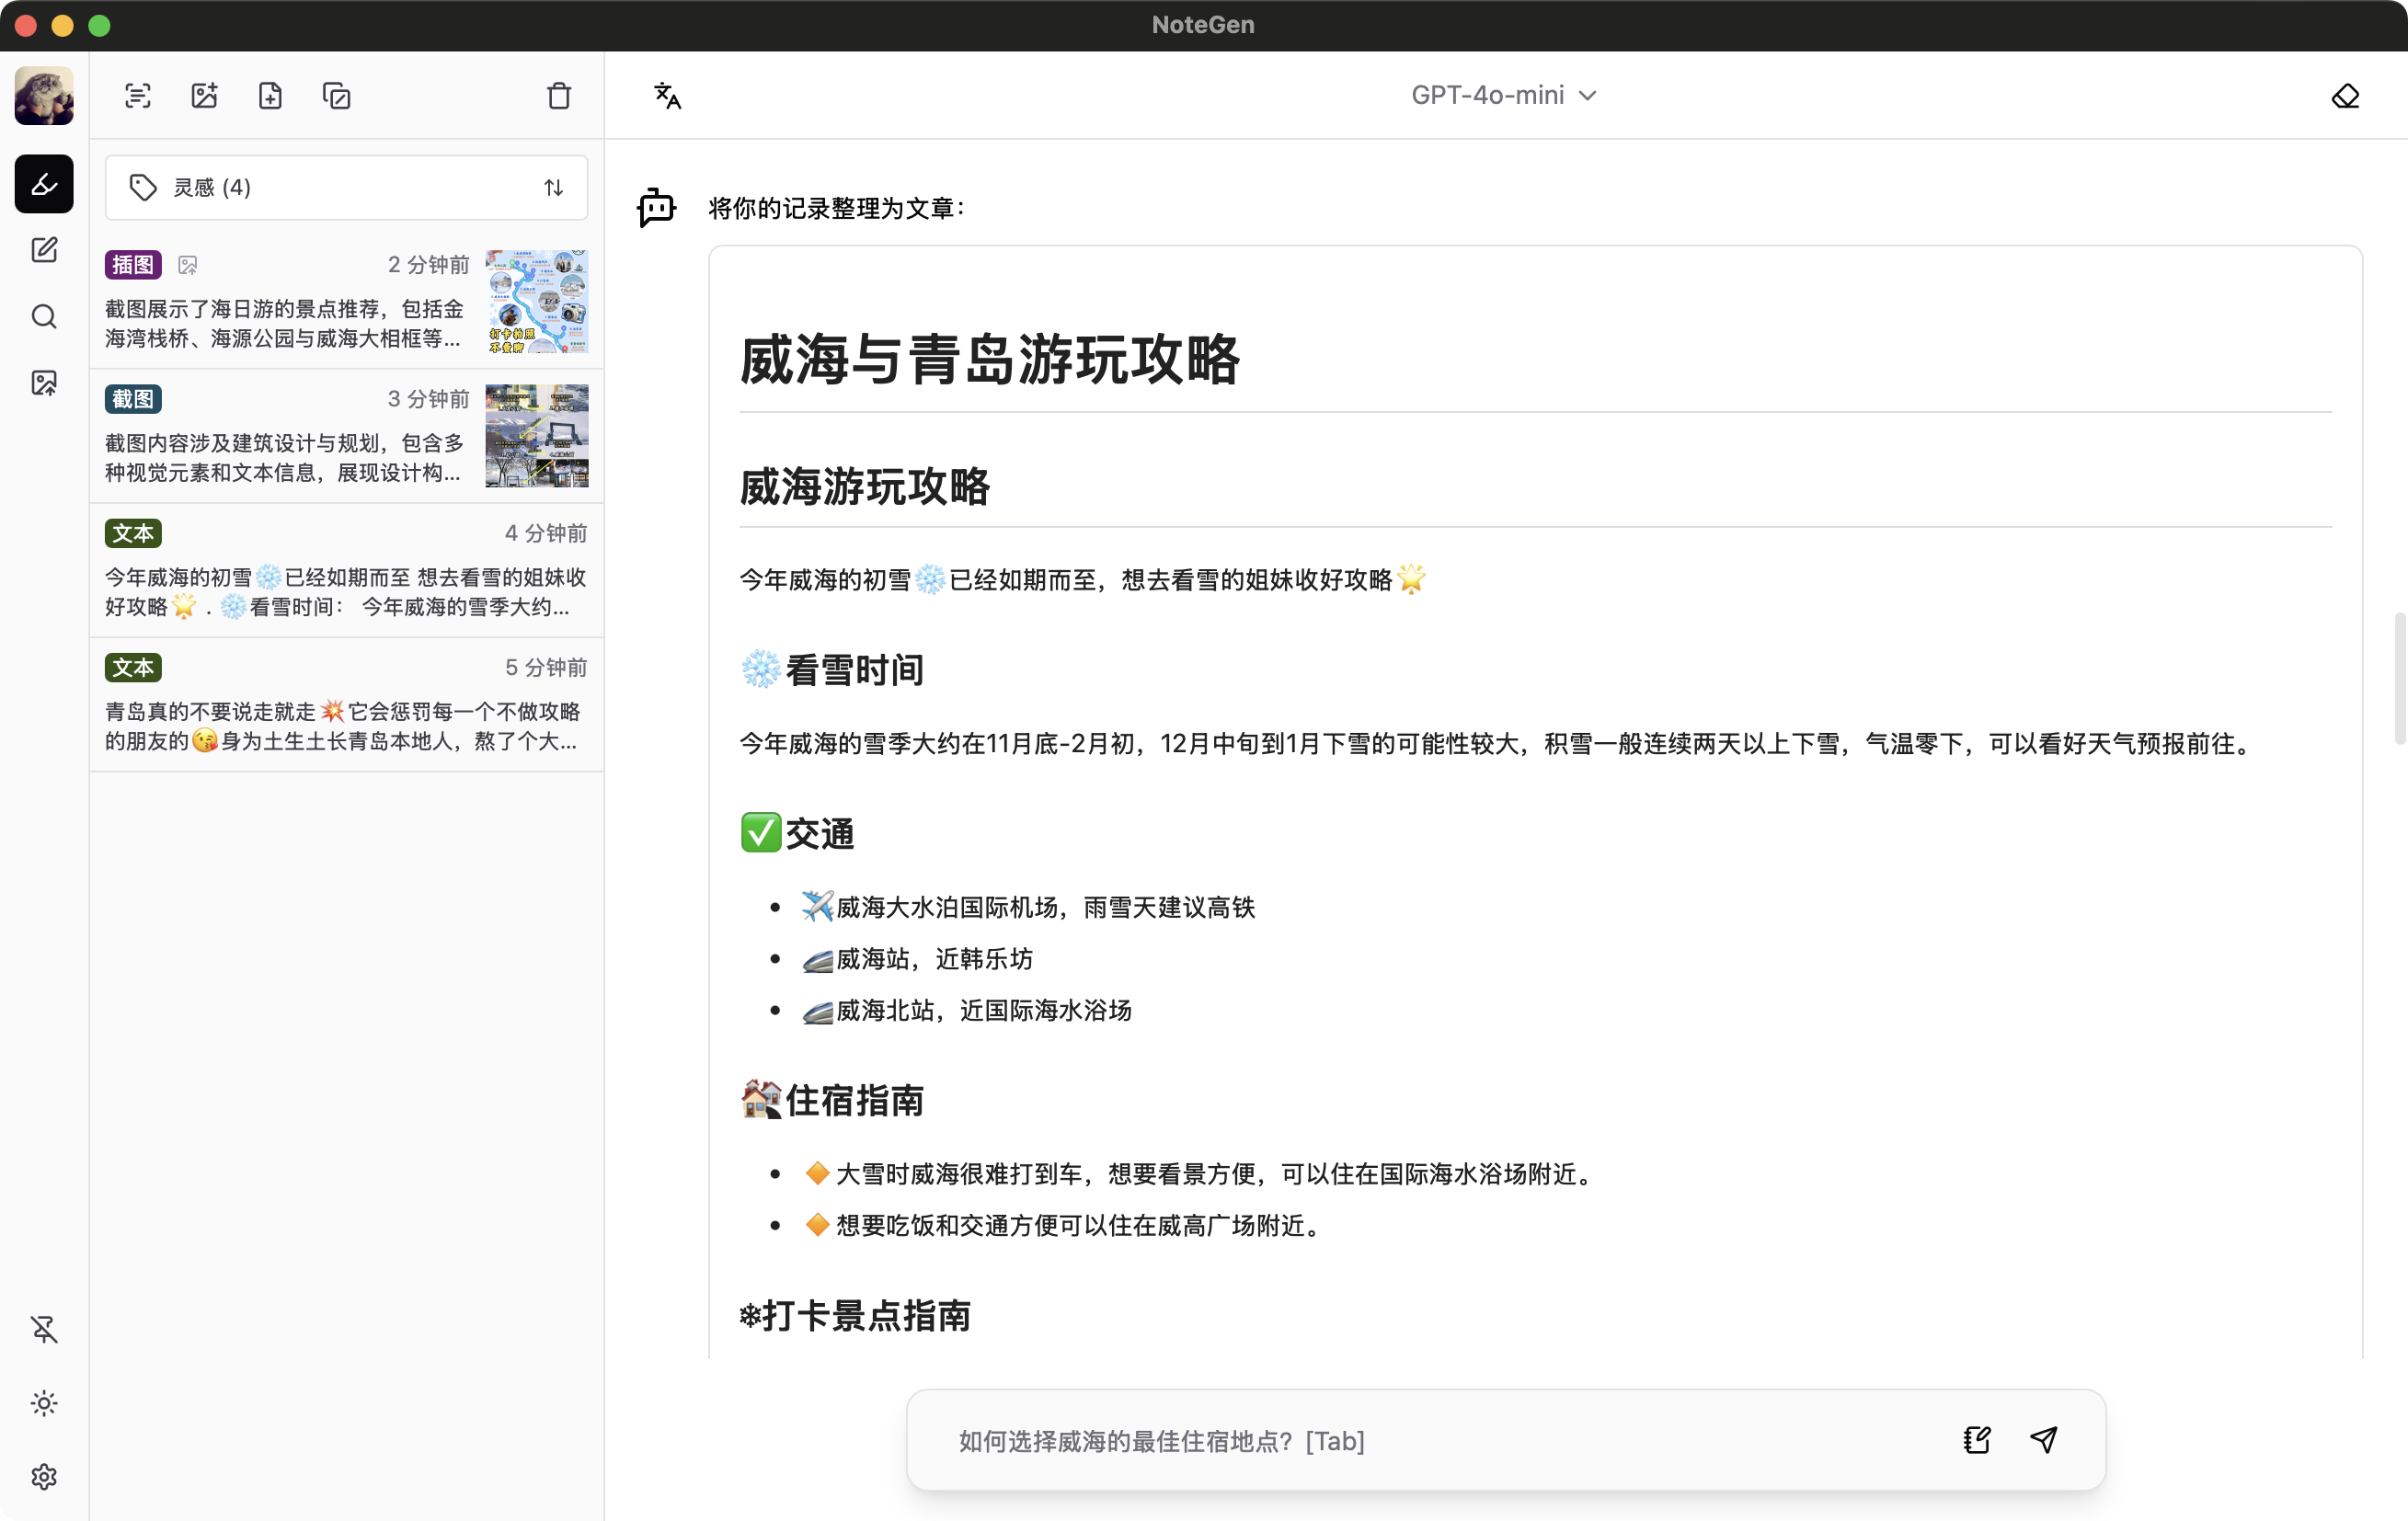 NoteGen
GPT-4o-mini
灵感 (4)
插图
2 分钟前
截图展示了海日游的景点推荐，包括金
海湾栈桥、海源公园与威海大相框等...
打卡拍照
截图
3 分钟前
截图内容涉及建筑设计与规划，包含多
种视觉元素和文本信息，展现设计构...
文本
4 分钟前
今年威海的初雪❄️已经如期而至 想去看雪的姐妹收
好攻略🌟 . ❄️看雪时间： 今年威海的雪季大约...
文本
5 分钟前
青岛真的不要说走就走💥它会惩罚每一个不做攻略
的朋友的😘身为土生土长青岛本地人，熬了个大...
将你的记录整理为文章：
威海与青岛游玩攻略
威海游玩攻略
今年威海的初雪❄️已经如期而至，想去看雪的姐妹收好攻略🌟
❄️看雪时间
今年威海的雪季大约在11月底-2月初，12月中旬到1月下雪的可能性较大，积雪一般连续两天以上下雪，气温零下，可以看好天气预报前往。
✅交通
• ✈️威海大水泊国际机场，雨雪天建议高铁
• 🚄威海站，近韩乐坊
• 🚄威海北站，近国际海水浴场
🏘️住宿指南
• 🔶大雪时威海很难打到车，想要看景方便，可以住在国际海水浴场附近。
• 🔶想要吃饭和交通方便可以住在威高广场附近。
❄打卡景点指南
如何选择威海的最佳住宿地点？[Tab]